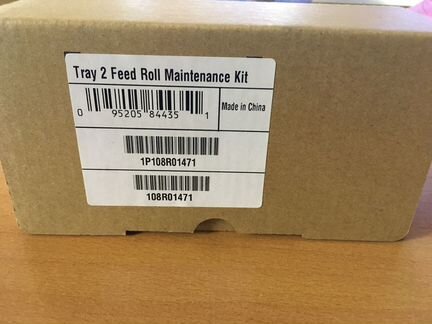 Tray 2 Feed Roll Maintenance Kit
Made in China
0 95205 84435 1
1P108R01471
108R01471